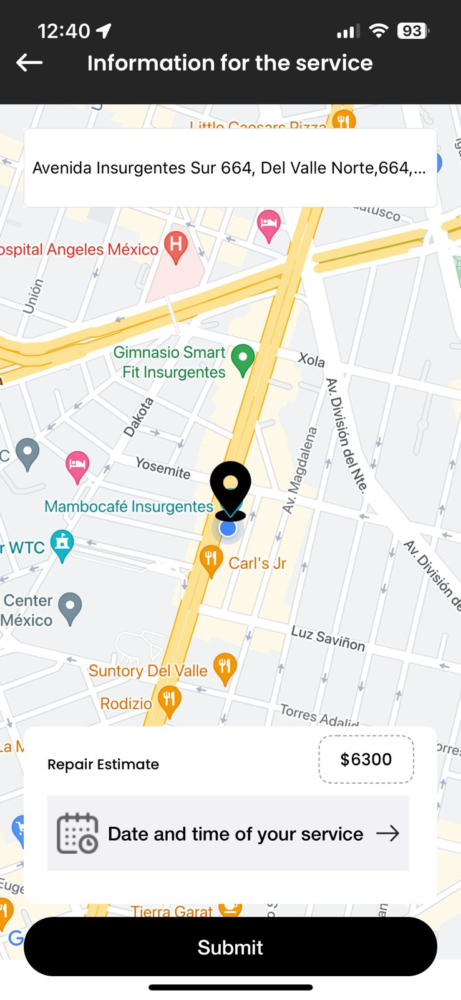 12:40
93
Information for the service
Little Caesars Pizza
Avenida Insurgentes Sur 664, Del Valle Norte,664,...
ospital Angeles México
H
Unión
Gimnasio Smart
Fit Insurgentes
Xola
Dakota
Av. División del Nte.
C
Av. Magdalena
Yosemite
Mambocafé Insurgentes
r WTC
Carl's Jr
Av. División de
Center
México
Luz Saviñon
Suntory Del Valle
Rodizio
Torres Adalid
La M
orres
Repair Estimate
$6300
Date and time of your service
Euge
Tierra Garat
G
Submit